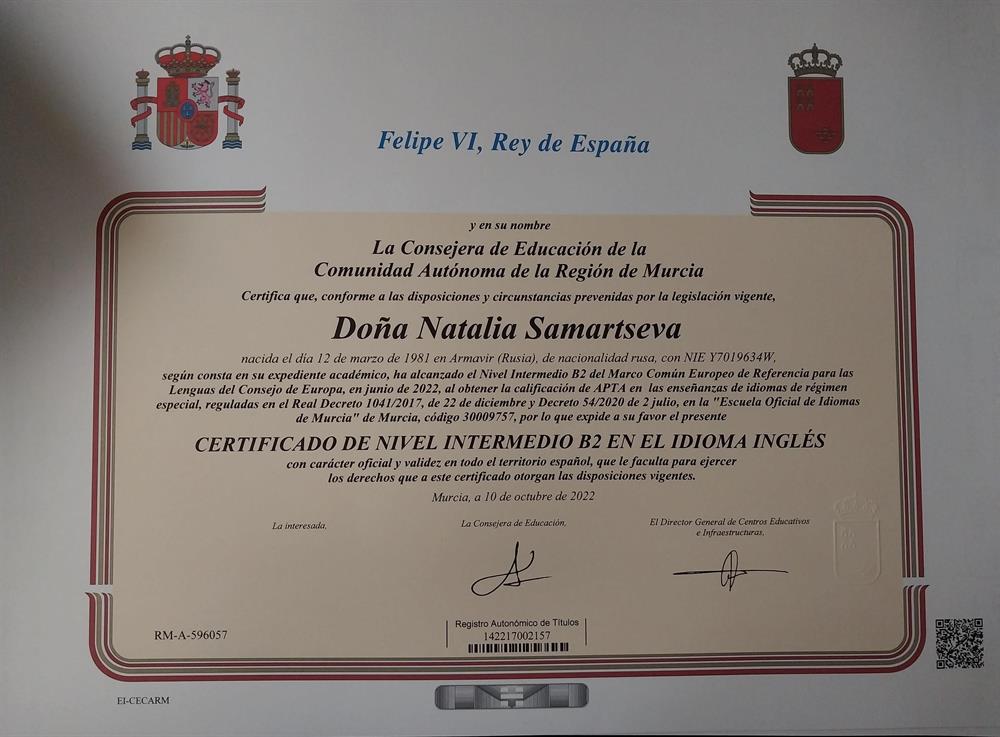 Felipe VI, Rey de España
y en su nombre
La Consejera de Educación de la
Comunidad Autónoma de la Región de Murcia
Certifica que, conforme a las disposiciones y circunstancias prevenidas por la legislación vigente,
Doña Natalia Samartseva
nacida el día 12 de marzo de 1981 en Armavir (Rusia), de nacionalidad rusa, con NIE Y7019634W,
según consta en su expediente académico, ha alcanzado el Nivel Intermedio B2 del Marco Común Europeo de Referencia para las
Lenguas del Consejo de Europa, en junio de 2022, al obtener la calificación de APTA en las enseñanzas de idiomas de régimen
especial, reguladas en el Real Decreto 1041/2017, de 22 de diciembre y Decreto 54/2020 de 2 julio, en la "Escuela Oficial de Idiomas
de Murcia" de Murcia, código 30009757, por lo que expide a su favor el presente
CERTIFICADO DE NIVEL INTERMEDIO B2 EN EL IDIOMA INGLÉS
con carácter oficial y validez en todo el territorio español, que le faculta para ejercer
los derechos que a este certificado otorgan las disposiciones vigentes.
Murcia, a 10 de octubre de 2022
La interesada,
La Consejera de Educación,
El Director General de Centros Educativos
e Infraestructuras,
RM-A-596057
Registro Autonómico de Títulos
142217002157
EI-CECARM